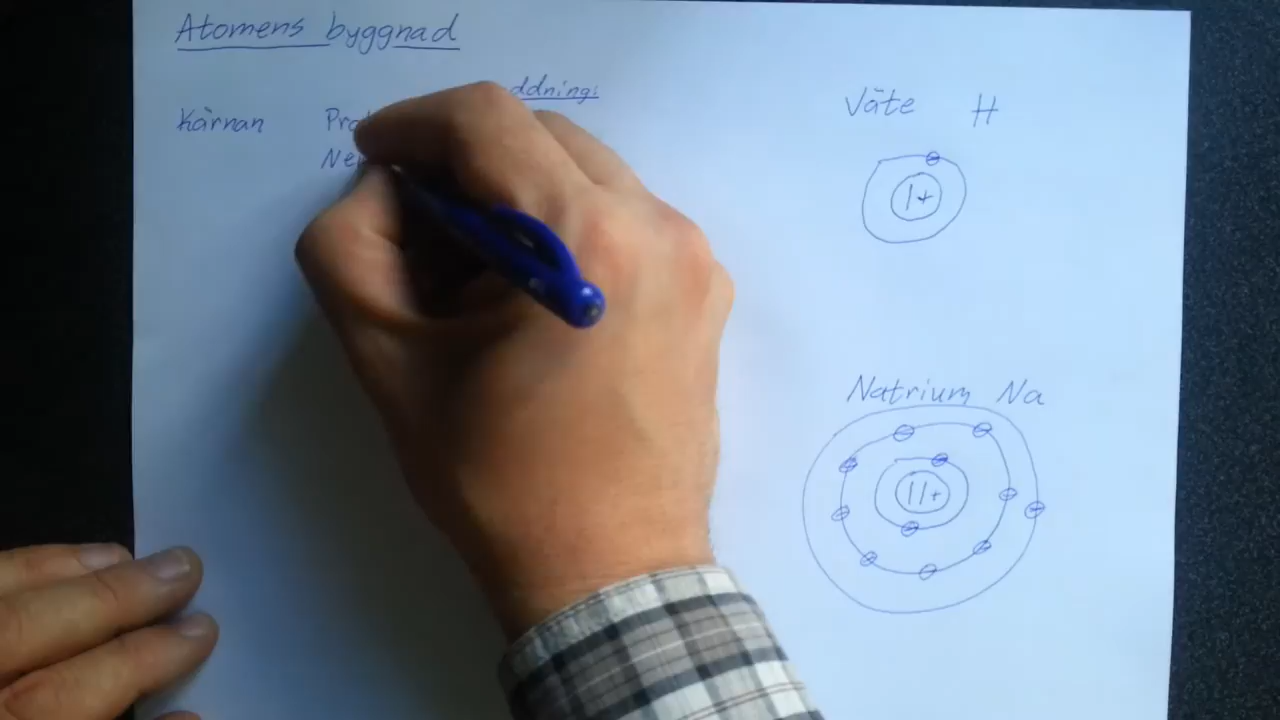 Atomens byggnad
Kärnan
Väte H
1+
Natrium Na
11+